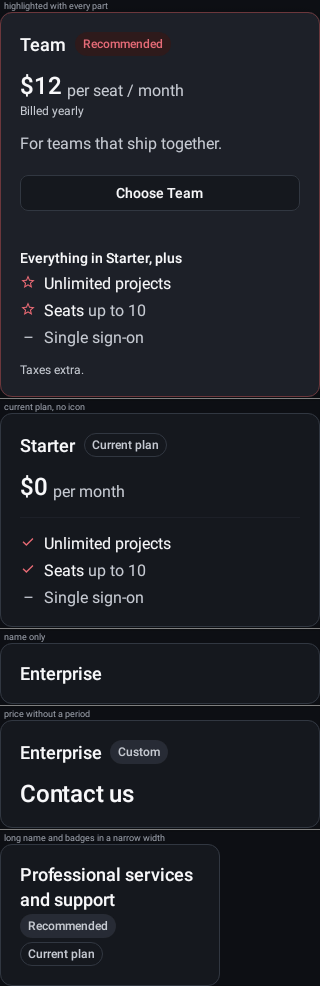 highlighted with every part
Team Recommended
$12 per seat / month
Billed yearly
For teams that ship together.
Choose Team
Everything in Starter, plus
Unlimited projects
Seats up to 10
– Single sign-on
Taxes extra.
current plan, no icon
Starter Current plan
$0 per month
Unlimited projects
Seats up to 10
– Single sign-on
name only
Enterprise
price without a period
Enterprise Custom
Contact us
long name and badges in a narrow width
Professional services
and support
Recommended
Current plan